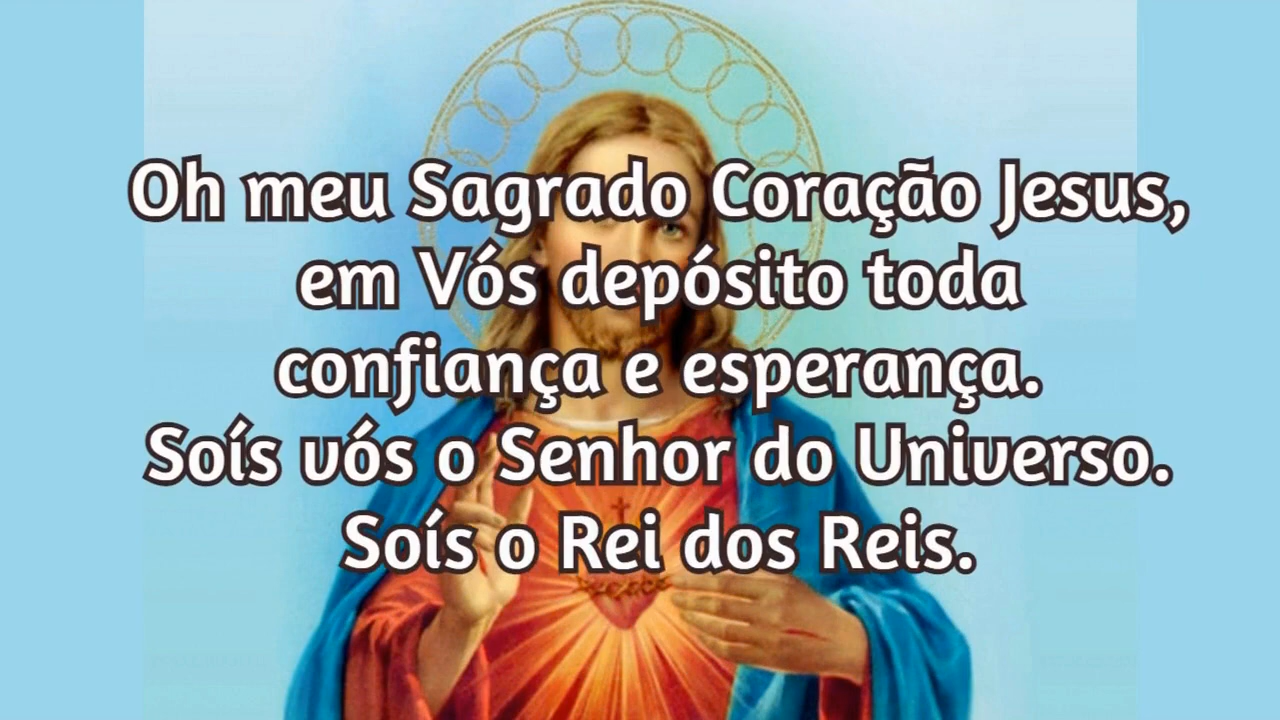 Oh meu Sagrado Coração Jesus,
em Vós depósito toda
confiança e esperança.
Soís vós o Senhor do Universo.
Soís o Rei dos Reis.